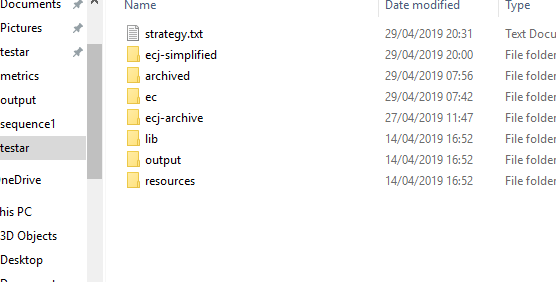 Documents
Pictures
testar
metrics
output
sequence1
testar
OneDrive
his PC
3D Objects
Desktop
Name Date modified Type
strategy.txt 29/04/2019 20:31 Text Docu
ecj-simplified 29/04/2019 20:00 File folder
archived 29/04/2019 07:56 File folder
ec 29/04/2019 07:42 File folder
ecj-archive 27/04/2019 11:47 File folder
lib 14/04/2019 16:52 File folder
output 14/04/2019 16:52 File folder
resources 14/04/2019 16:52 File folder